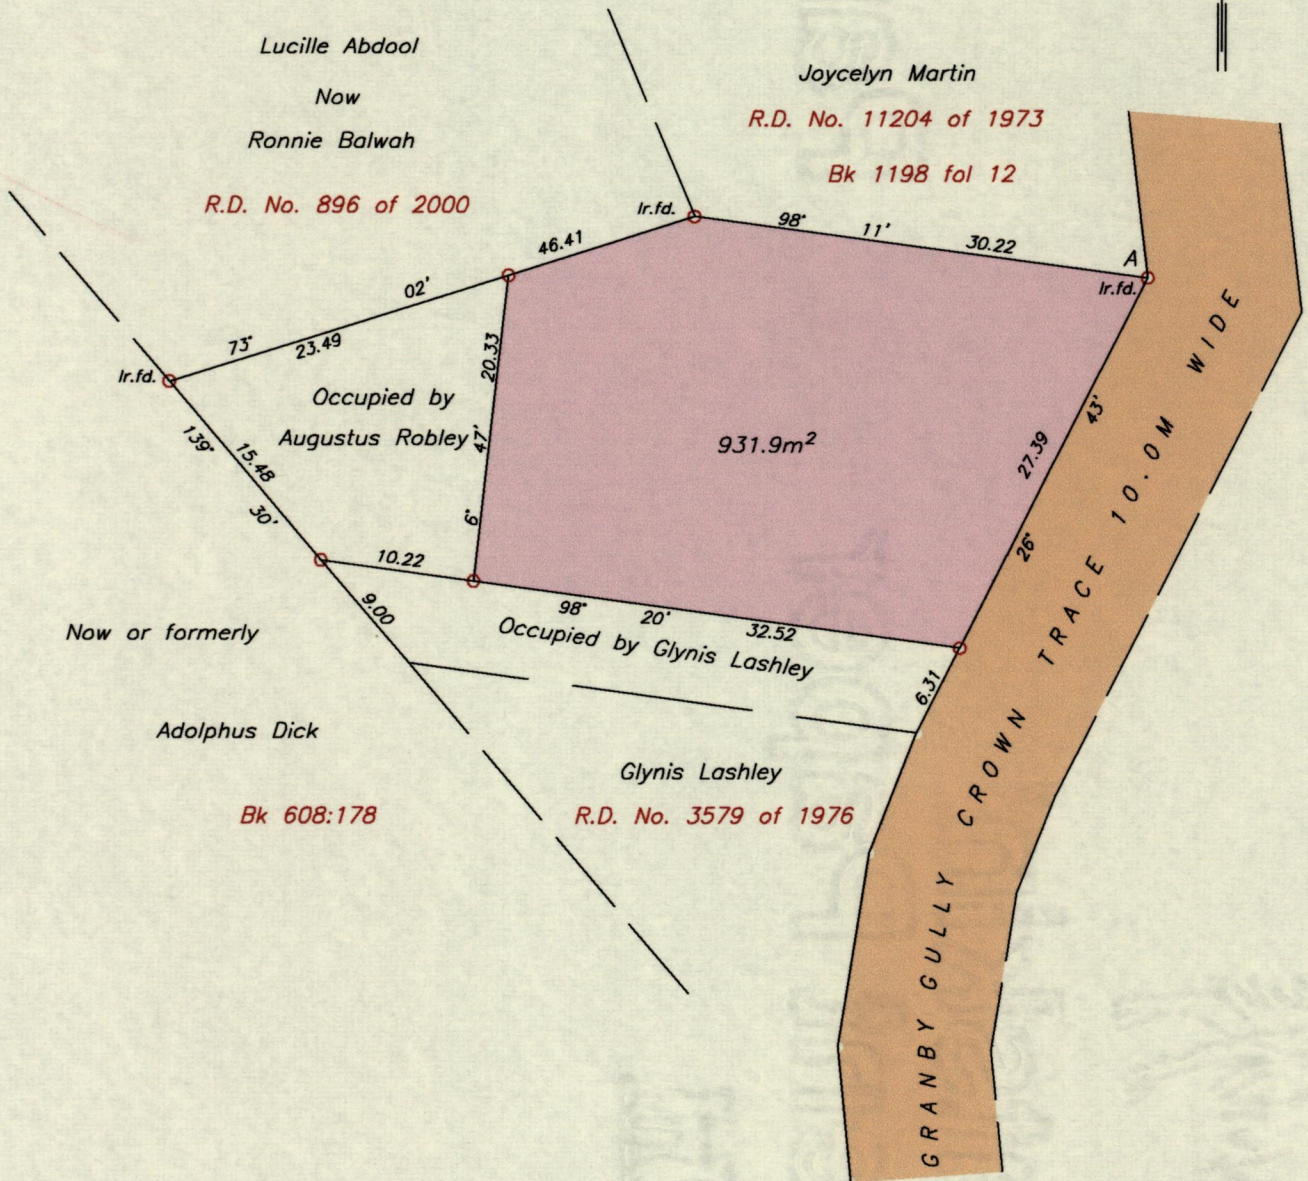 Lucille Abdool
Now
Ronnie Balwah
R.D. No. 896 of 2000
Joycelyn Martin
R.D. No. 11204 of 1973
Bk 1198 fol 12
Ir.fd.
98° 11' 30.22
A
Ir.fd.
46.41
73° 02'
23.49
Ir.fd.
Occupied by
Augustus Robley
20.33
6° 47'
931.9m²
27.39
26° 43'
139° 30'
15.48
10.22
9.00
98° 20' 32.52
Occupied by Glynis Lashley
6.31
Now or formerly
Adolphus Dick
Bk 608:178
Glynis Lashley
R.D. No. 3579 of 1976
GRANBY GULLY CROWN TRACE 10.0M WIDE